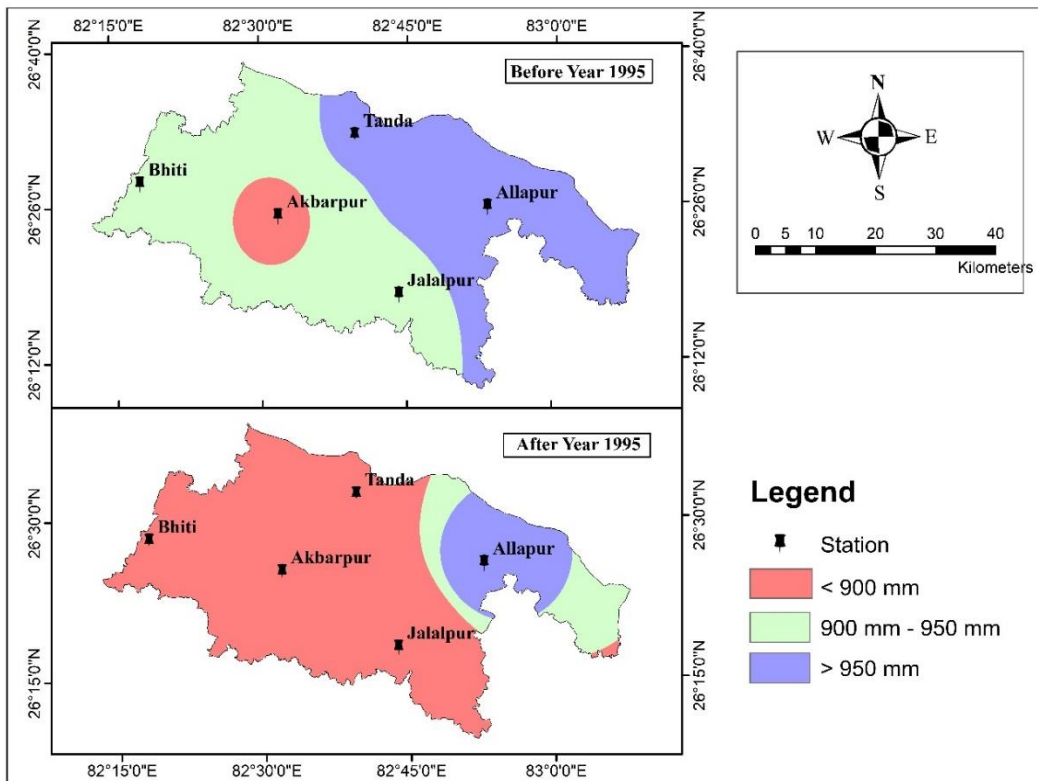 82°15'0"E 82°30'0"E 82°45'0"E 83°0'0"E
26°40'0"N
26°26'0"N
26°12'0"N
Before Year 1995
Tanda
Bhiti
Allapur
Akbarpur
Jalalpur
26°40'0"N
26°26'0"N
26°12'0"N
After Year 1995
26°30'0"N
26°15'0"N
Tanda
Bhiti
Allapur
Akbarpur
Jalalpur
26°30'0"N
26°15'0"N
82°15'0"E 82°30'0"E 82°45'0"E 83°0'0"E
N
W E
S
0 5 10 20 30 40
Kilometers
Legend
Station
< 900 mm
900 mm - 950 mm
> 950 mm